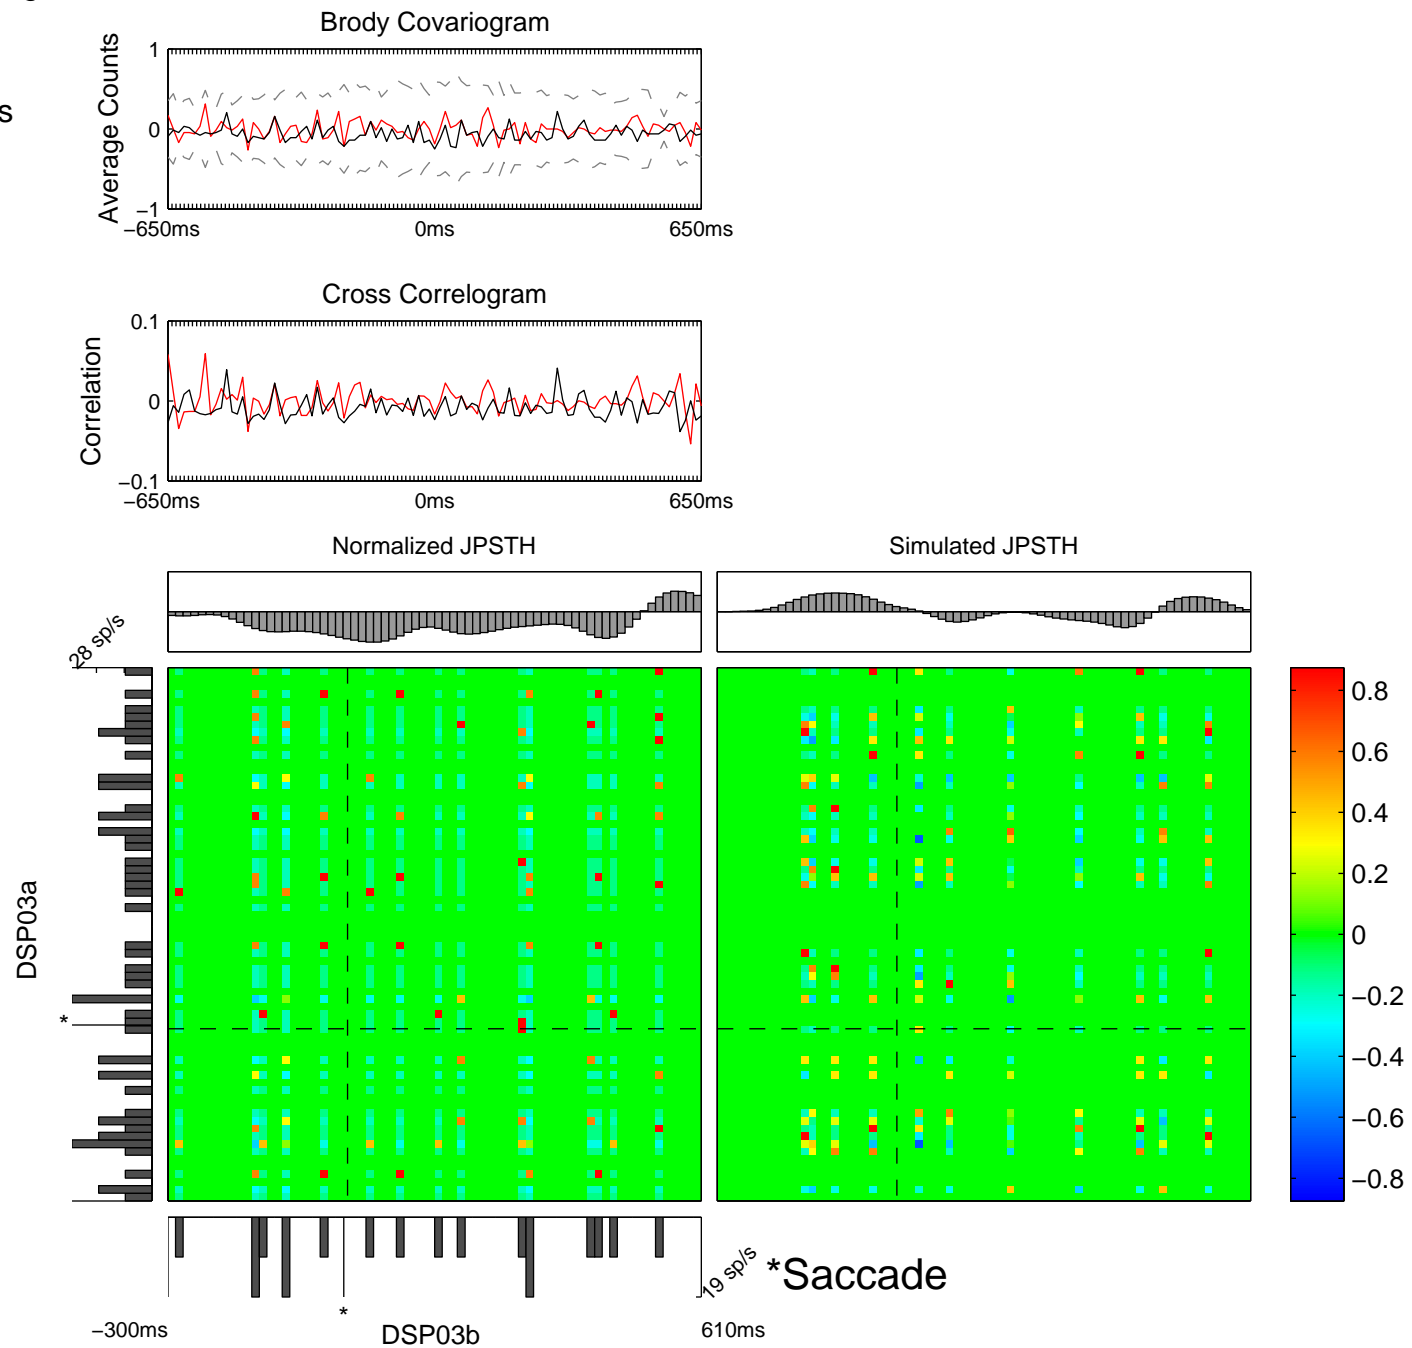 Brody Covariogram
Average Counts
1
0
−1
−650ms
0ms
650ms
s
Cross Correlogram
Correlation
0.1
0
−0.1
−650ms
0ms
650ms
Normalized JPSTH
Simulated JPSTH
28 sp/s
DSP03a
*
0.8
0.6
0.4
0.2
0
−0.2
−0.4
−0.6
−0.8
19 sp/s
*Saccade
*
−300ms
DSP03b
610ms